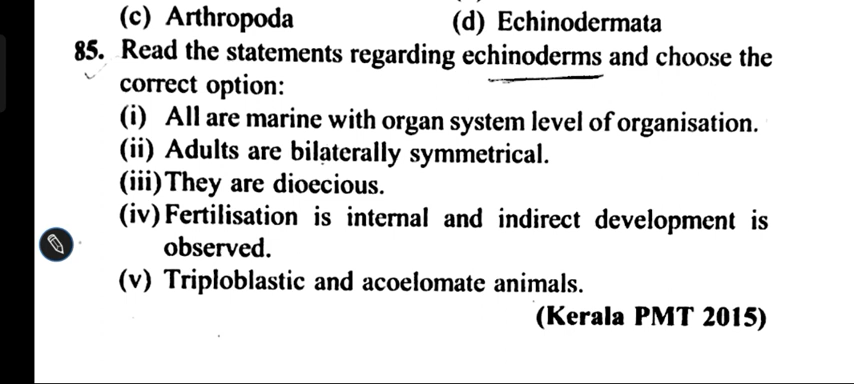 (c) Arthropoda (d) Echinodermata
85. Read the statements regarding echinoderms and choose the
correct option:
(i) All are marine with organ system level of organisation.
(ii) Adults are bilaterally symmetrical.
(iii) They are dioecious.
(iv) Fertilisation is internal and indirect development is
observed.
(v) Triploblastic and acoelomate animals.
(Kerala PMT 2015)